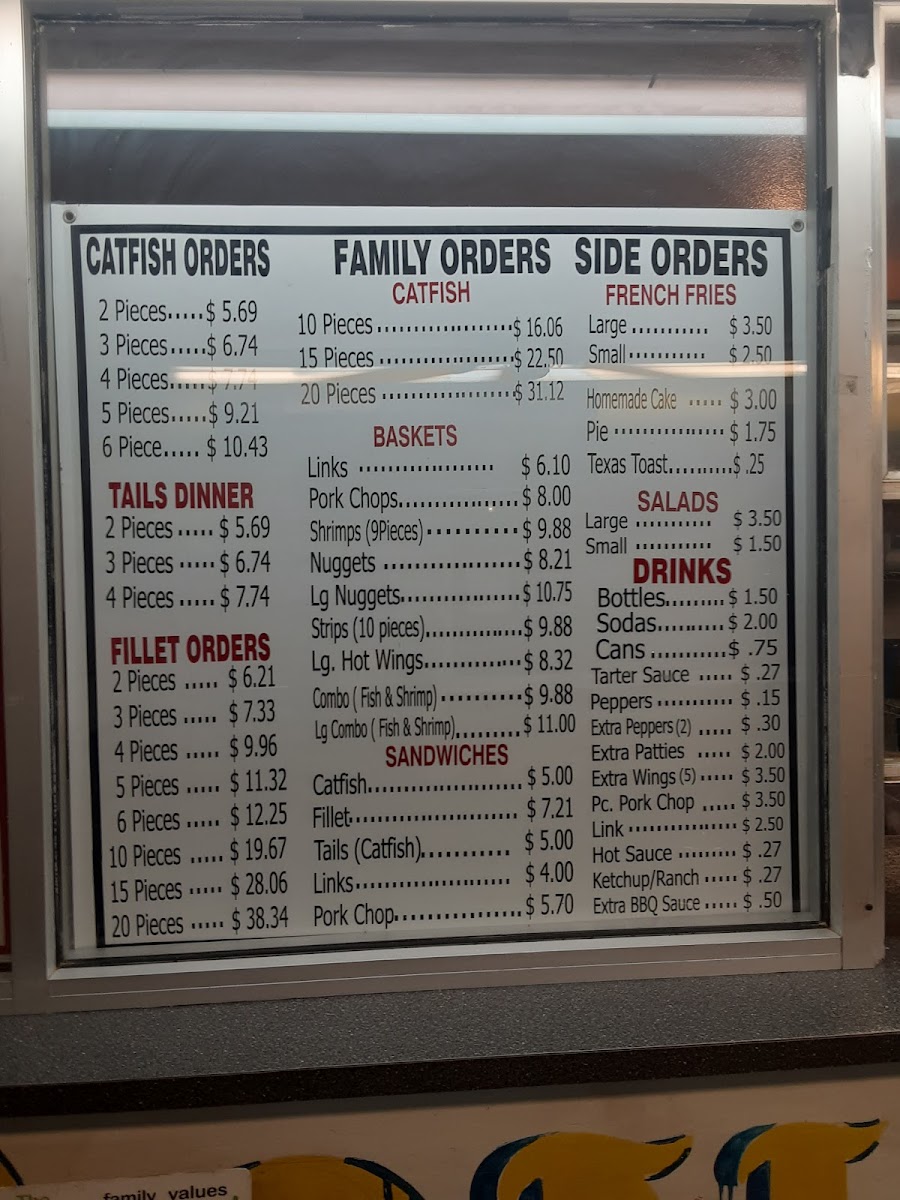 CATFISH ORDERS
2 Pieces.....$ 5.69
3 Pieces.....$ 6.74
4 Pieces.....$ 7.74
5 Pieces.....$ 9.21
6 Piece..... $ 10.43
TAILS DINNER
2 Pieces ..... $ 5.69
3 Pieces ..... $ 6.74
4 Pieces ..... $ 7.74
FILLET ORDERS
2 Pieces ..... $ 6.21
3 Pieces ..... $ 7.33
4 Pieces ..... $ 9.96
5 Pieces ..... $ 11.32
6 Pieces ..... $ 12.25
10 Pieces ..... $ 19.67
15 Pieces ..... $ 28.06
20 Pieces ..... $ 38.34
FAMILY ORDERS
CATFISH
10 Pieces ....................$ 16.06
15 Pieces ....................$ 22.50
20 Pieces ....................$ 31.12
BASKETS
Links .................... $ 6.10
Pork Chops.................. $ 8.00
Shrimps (9Pieces) .......... $ 9.88
Nuggets .................... $ 8.21
Lg Nuggets.................. $ 10.75
Strips (10 pieces)...............$ 9.88
Lg. Hot Wings...............$ 8.32
Combo ( Fish & Shrimp) .......... $ 9.88
Lg Combo ( Fish & Shrimp).......... $ 11.00
SANDWICHES
Catfish....................... $ 5.00
Fillet......................... $ 7.21
Tails (Catfish)........... $ 5.00
Links....................... $ 4.00
Pork Chop................$ 5.70
SIDE ORDERS
FRENCH FRIES
Large ........... $ 3.50
Small ........... $ 2.50
Homemade Cake ..... $ 3.00
Pie ................ $ 1.75
Texas Toast..........$ .25
SALADS
Large ........... $ 3.50
Small ........... $ 1.50
DRINKS
Bottles......... $ 1.50
Sodas.......... $ 2.00
Cans ...........$ .75
Tarter Sauce ..... $ .27
Peppers ........... $ .15
Extra Peppers (2) ..... $ .30
Extra Patties ..... $ 2.00
Extra Wings (5) ..... $ 3.50
Pc. Pork Chop ..... $ 3.50
Link ................ $ 2.50
Hot Sauce ......... $ .27
Ketchup/Ranch ..... $ .27
Extra BBQ Sauce ..... $ .50
The family values